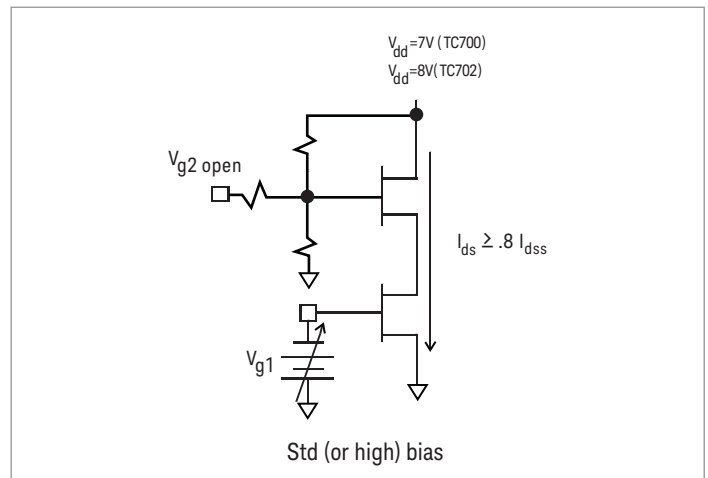 Vdd=7V (TC700)
Vdd=8V(TC702)
Vg2 open
Ids ≥ .8 Idss
Vg1
Std (or high) bias